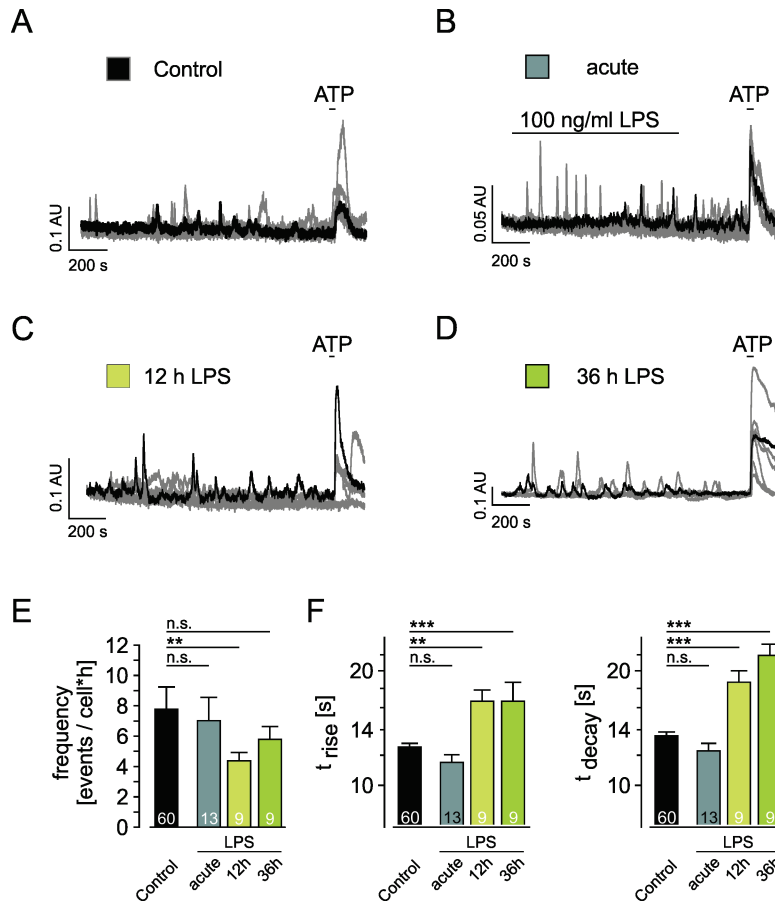 A
Control
ATP
0.1 AU
200 s
B
acute
ATP
100 ng/ml LPS
0.05 AU
200 s
C
12 h LPS
ATP
0.1 AU
200 s
D
36 h LPS
ATP
0.1 AU
200 s
E
n.s.
**
n.s.
frequency
[events / cell*h]
12
10
8
6
4
2
0
60
13
9
9
LPS
Control
acute
12h
36h
F
***
**
n.s.
t rise [s]
20
14
10
60
13
9
9
LPS
Control
acute
12h
36h
***
***
n.s.
t decay [s]
20
14
10
60
13
9
9
LPS
Control
acute
12h
36h